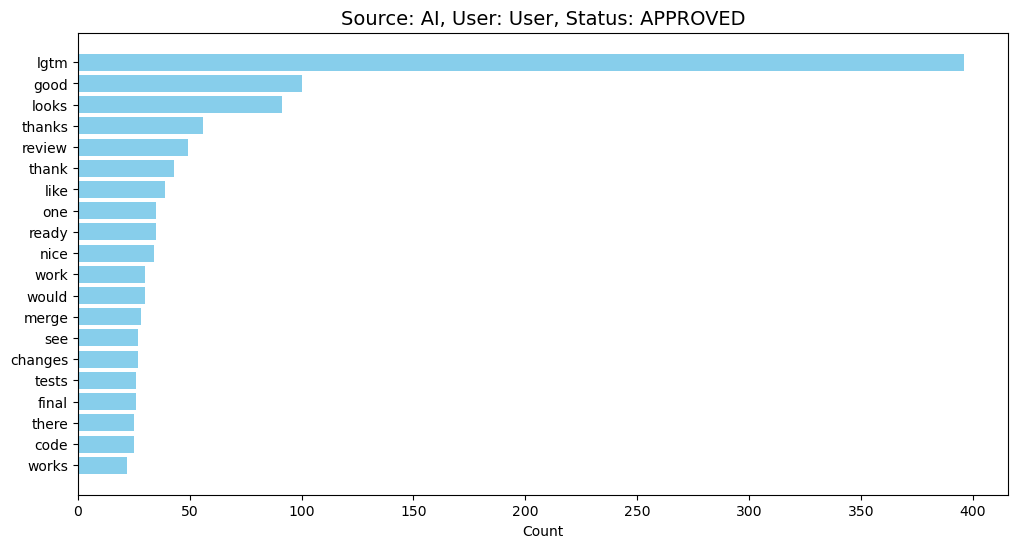 Source: AI, User: User, Status: APPROVED
lgtm
good
looks
thanks
review
thank
like
one
ready
nice
work
would
merge
see
changes
tests
final
there
code
works
0 50 100 150 200 250 300 350 400
Count